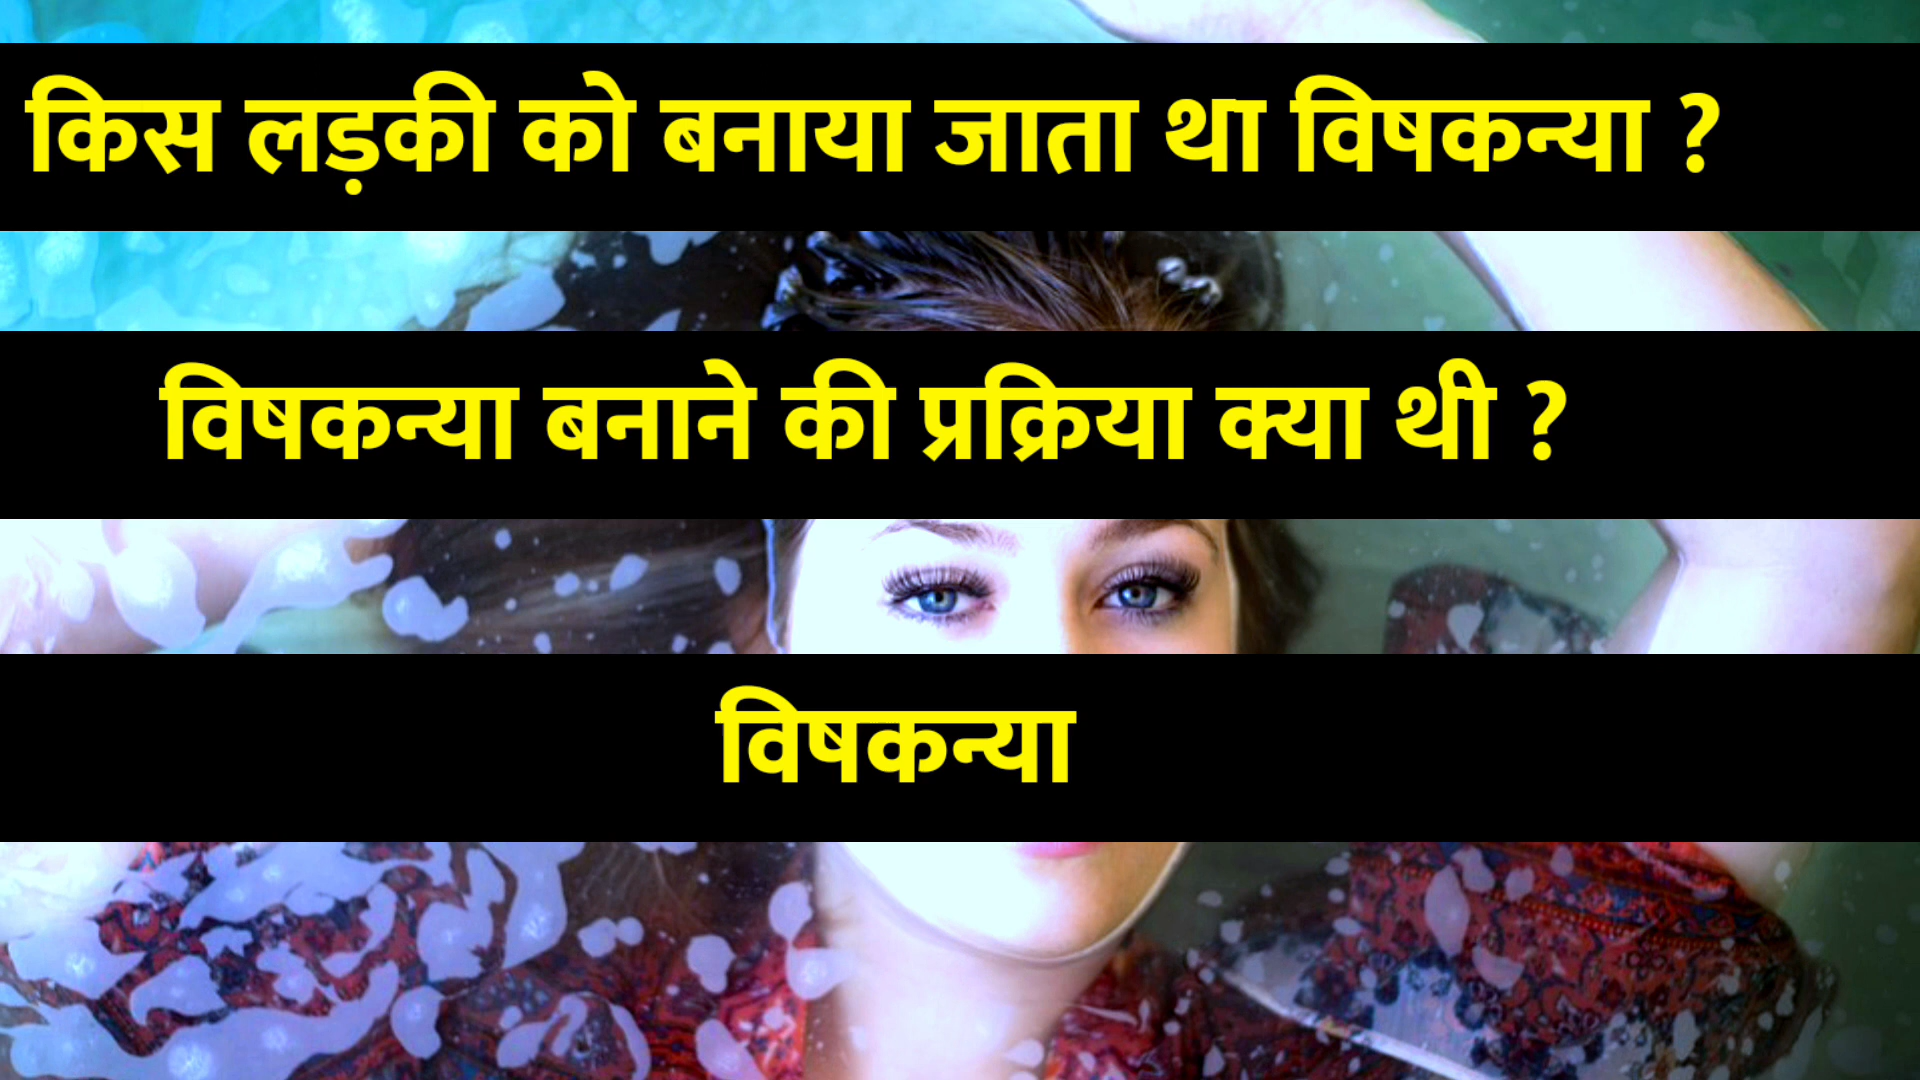 किस लड़की को बनाया जाता था विषकन्या ?
विषकन्या बनाने की प्रक्रिया क्या थी ?
विषकन्या